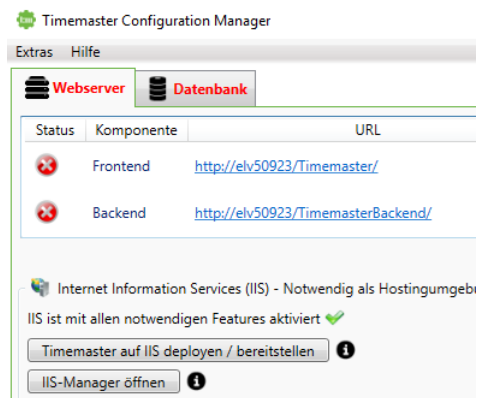 Timemaster Configuration Manager
Extras Hilfe
Webserver Datenbank
Status Komponente URL
Frontend http://elv50923/Timemaster/
Backend http://elv50923/TimemasterBackend/
Internet Information Services (IIS) - Notwendig als Hostingumgebu
IIS ist mit allen notwendigen Features aktiviert
Timemaster auf IIS deployen / bereitstellen
IIS-Manager öffnen